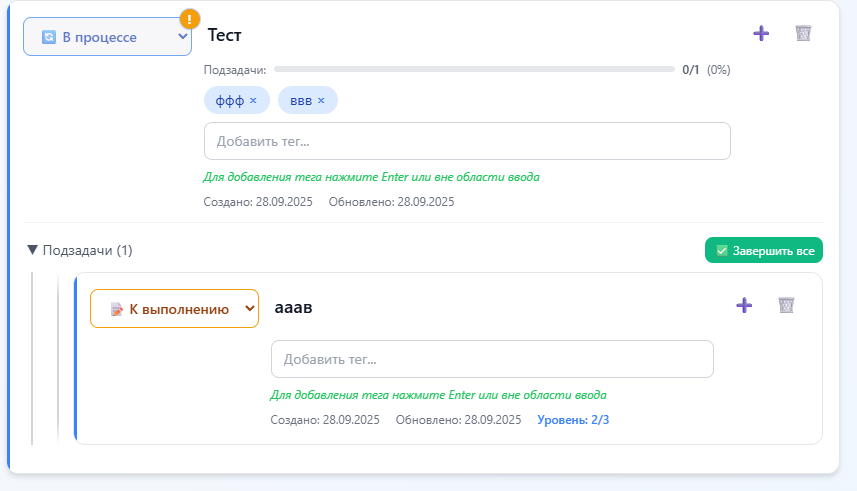 !
В процессе
Тест
Подзадачи: 0/1 (0%)
ффф × ввв ×
Добавить тег...
Для добавления тега нажмите Enter или вне области ввода
Создано: 28.09.2025 Обновлено: 28.09.2025
▼ Подзадачи (1) Завершить все
К выполнению
ааав
Добавить тег...
Для добавления тега нажмите Enter или вне области ввода
Создано: 28.09.2025 Обновлено: 28.09.2025 Уровень: 2/3